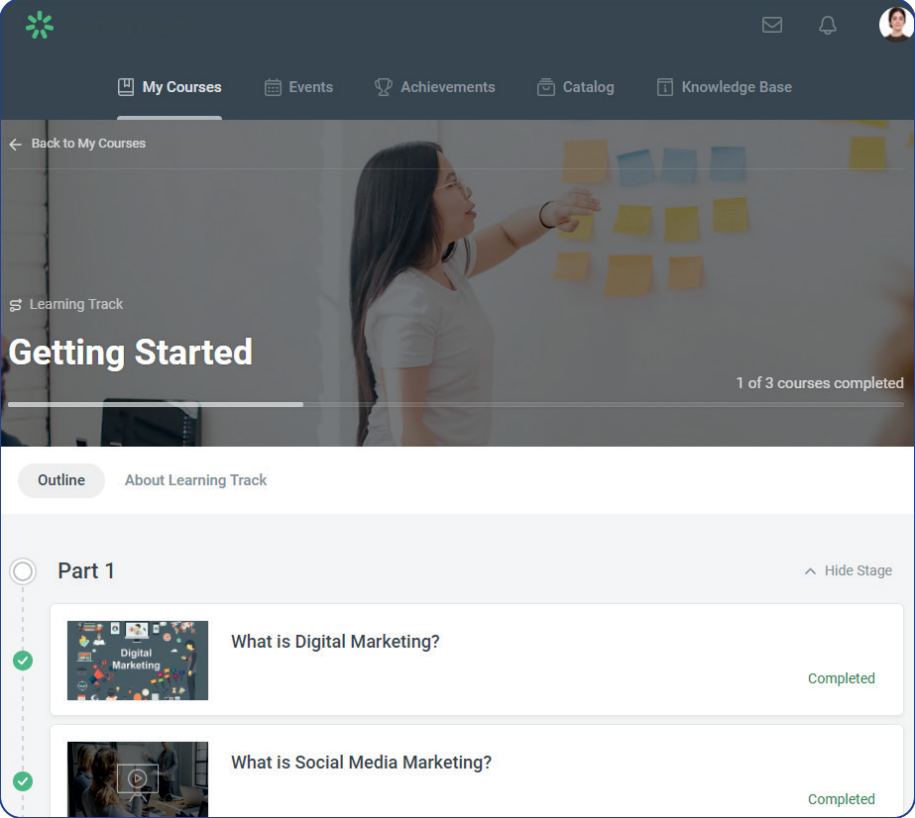 My Courses
Events
Achievements
Catalog
Knowledge Base
Back to My Courses
Learning Track
Getting Started
1 of 3 courses completed
Outline
About Learning Track
Part 1
Hide Stage
Digital
Marketing
What is Digital Marketing?
Completed
What is Social Media Marketing?
Completed